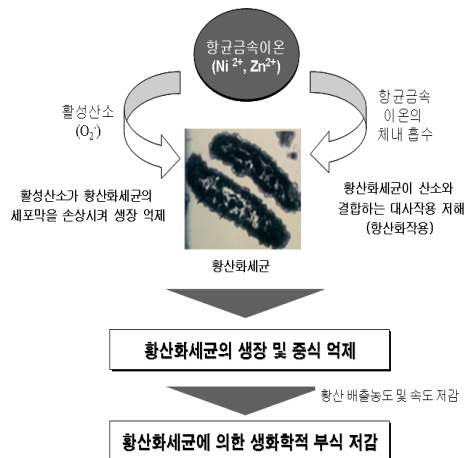 항균금속이온
(Ni 2+, Zn2+)
활성산소
(O2-)
항균금속
이온의
체내 흡수
활성산소가 황산화세균의
세포막을 손상시켜 생장 억제
황산화세균이 산소와
결합하는 대사작용 저해
(항산화작용)
황산화세균
황산화세균의 생장 및 증식 억제
황산 배출농도 및 속도 저감
황산화세균에 의한 생화학적 부식 저감